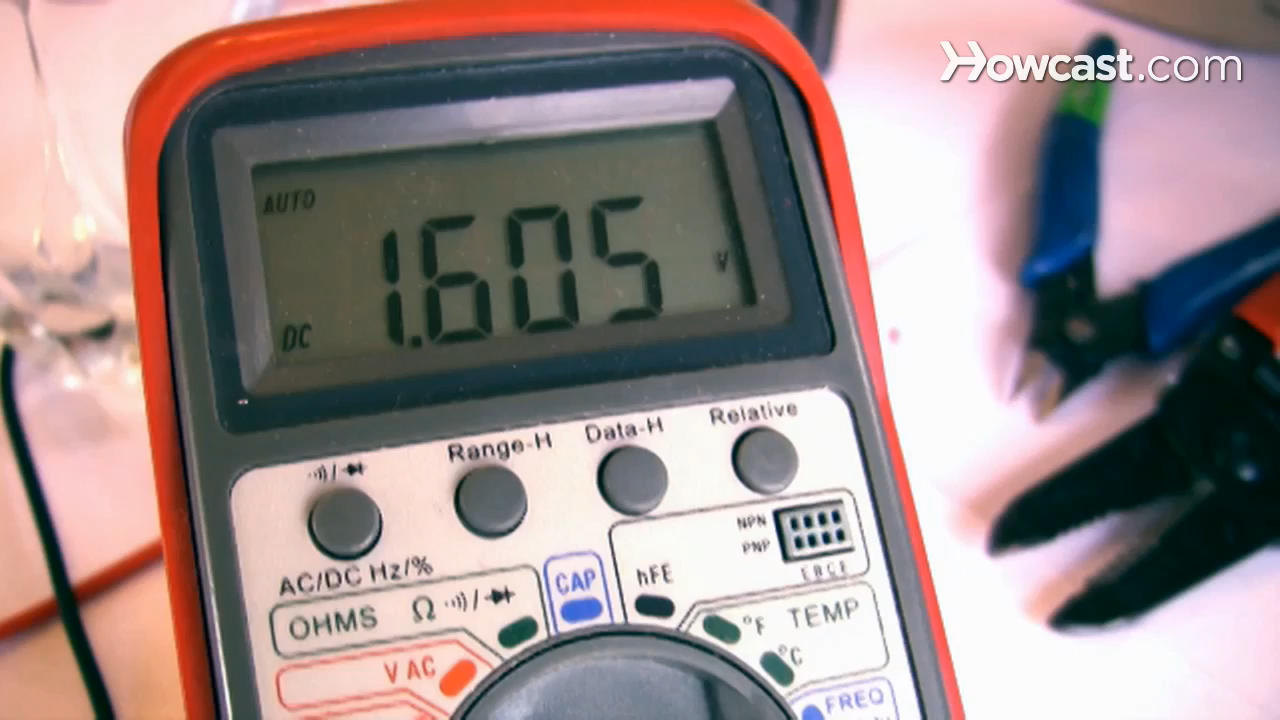 Howcast.com
AUTO
1.605
V
DC
Range-H
Data-H
Relative
AC/DC Hz/%
OHMS Ω
CAP
hFE
NPN
PNP
E B C E
°F TEMP
°C
V AC
FREQ